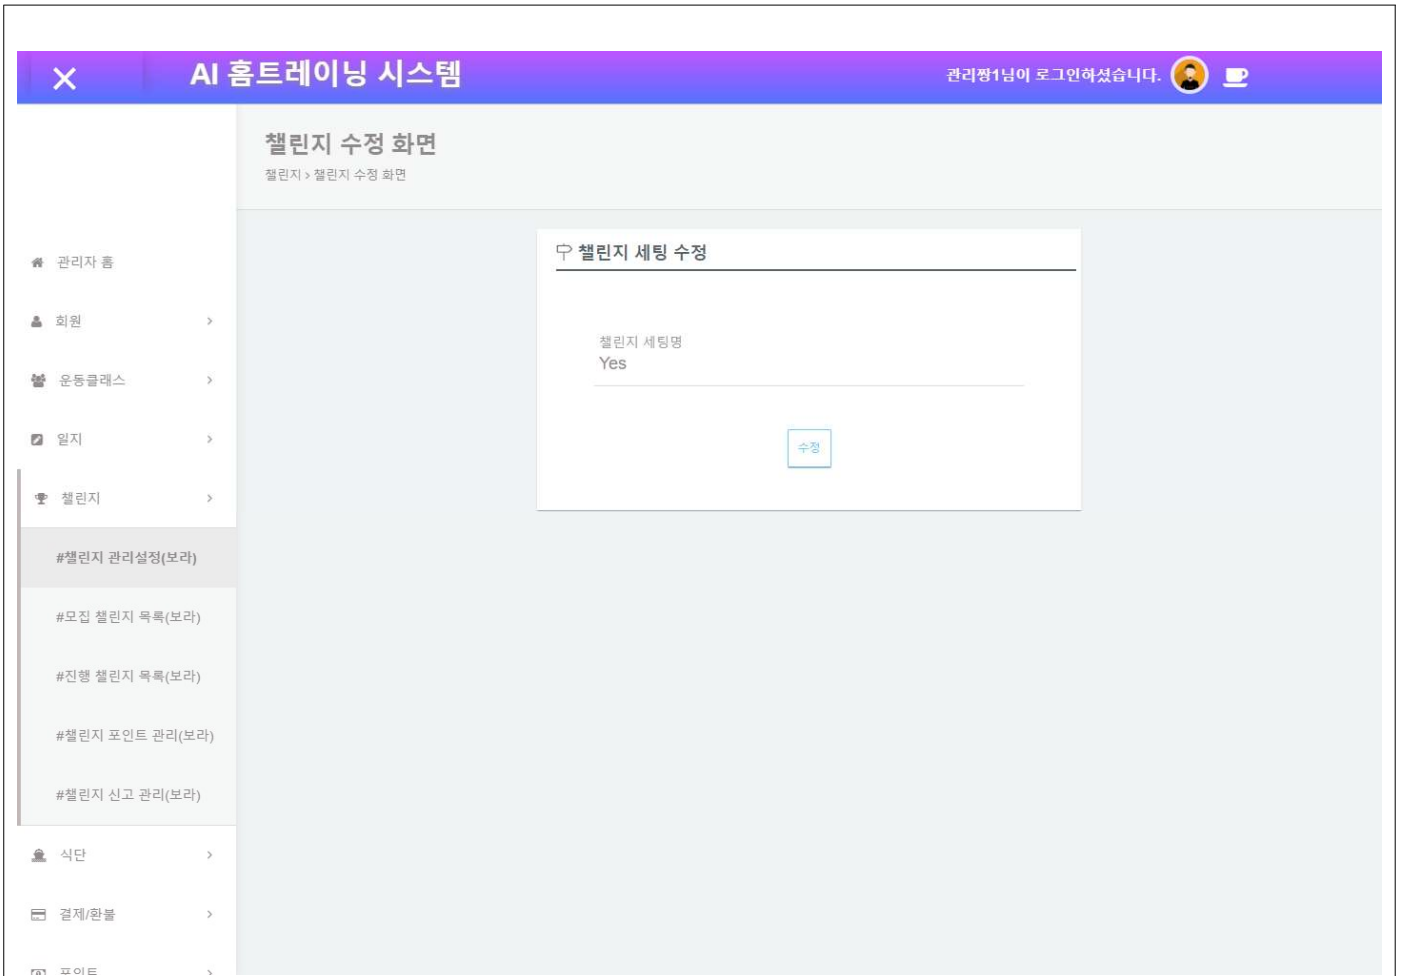 AI 홈트레이닝 시스템
관리짱1님이 로그인하셨습니다.
챌린지 수정 화면
챌린지 > 챌린지 수정 화면
관리자 홈
회원
운동클래스
일지
챌린지
#챌린지 관리설정(보라)
#모집 챌린지 목록(보라)
#진행 챌린지 목록(보라)
#챌린지 포인트 관리(보라)
#챌린지 신고 관리(보라)
식단
결제/환불
포인트
챌린지 세팅 수정
챌린지 세팅명
Yes
수정